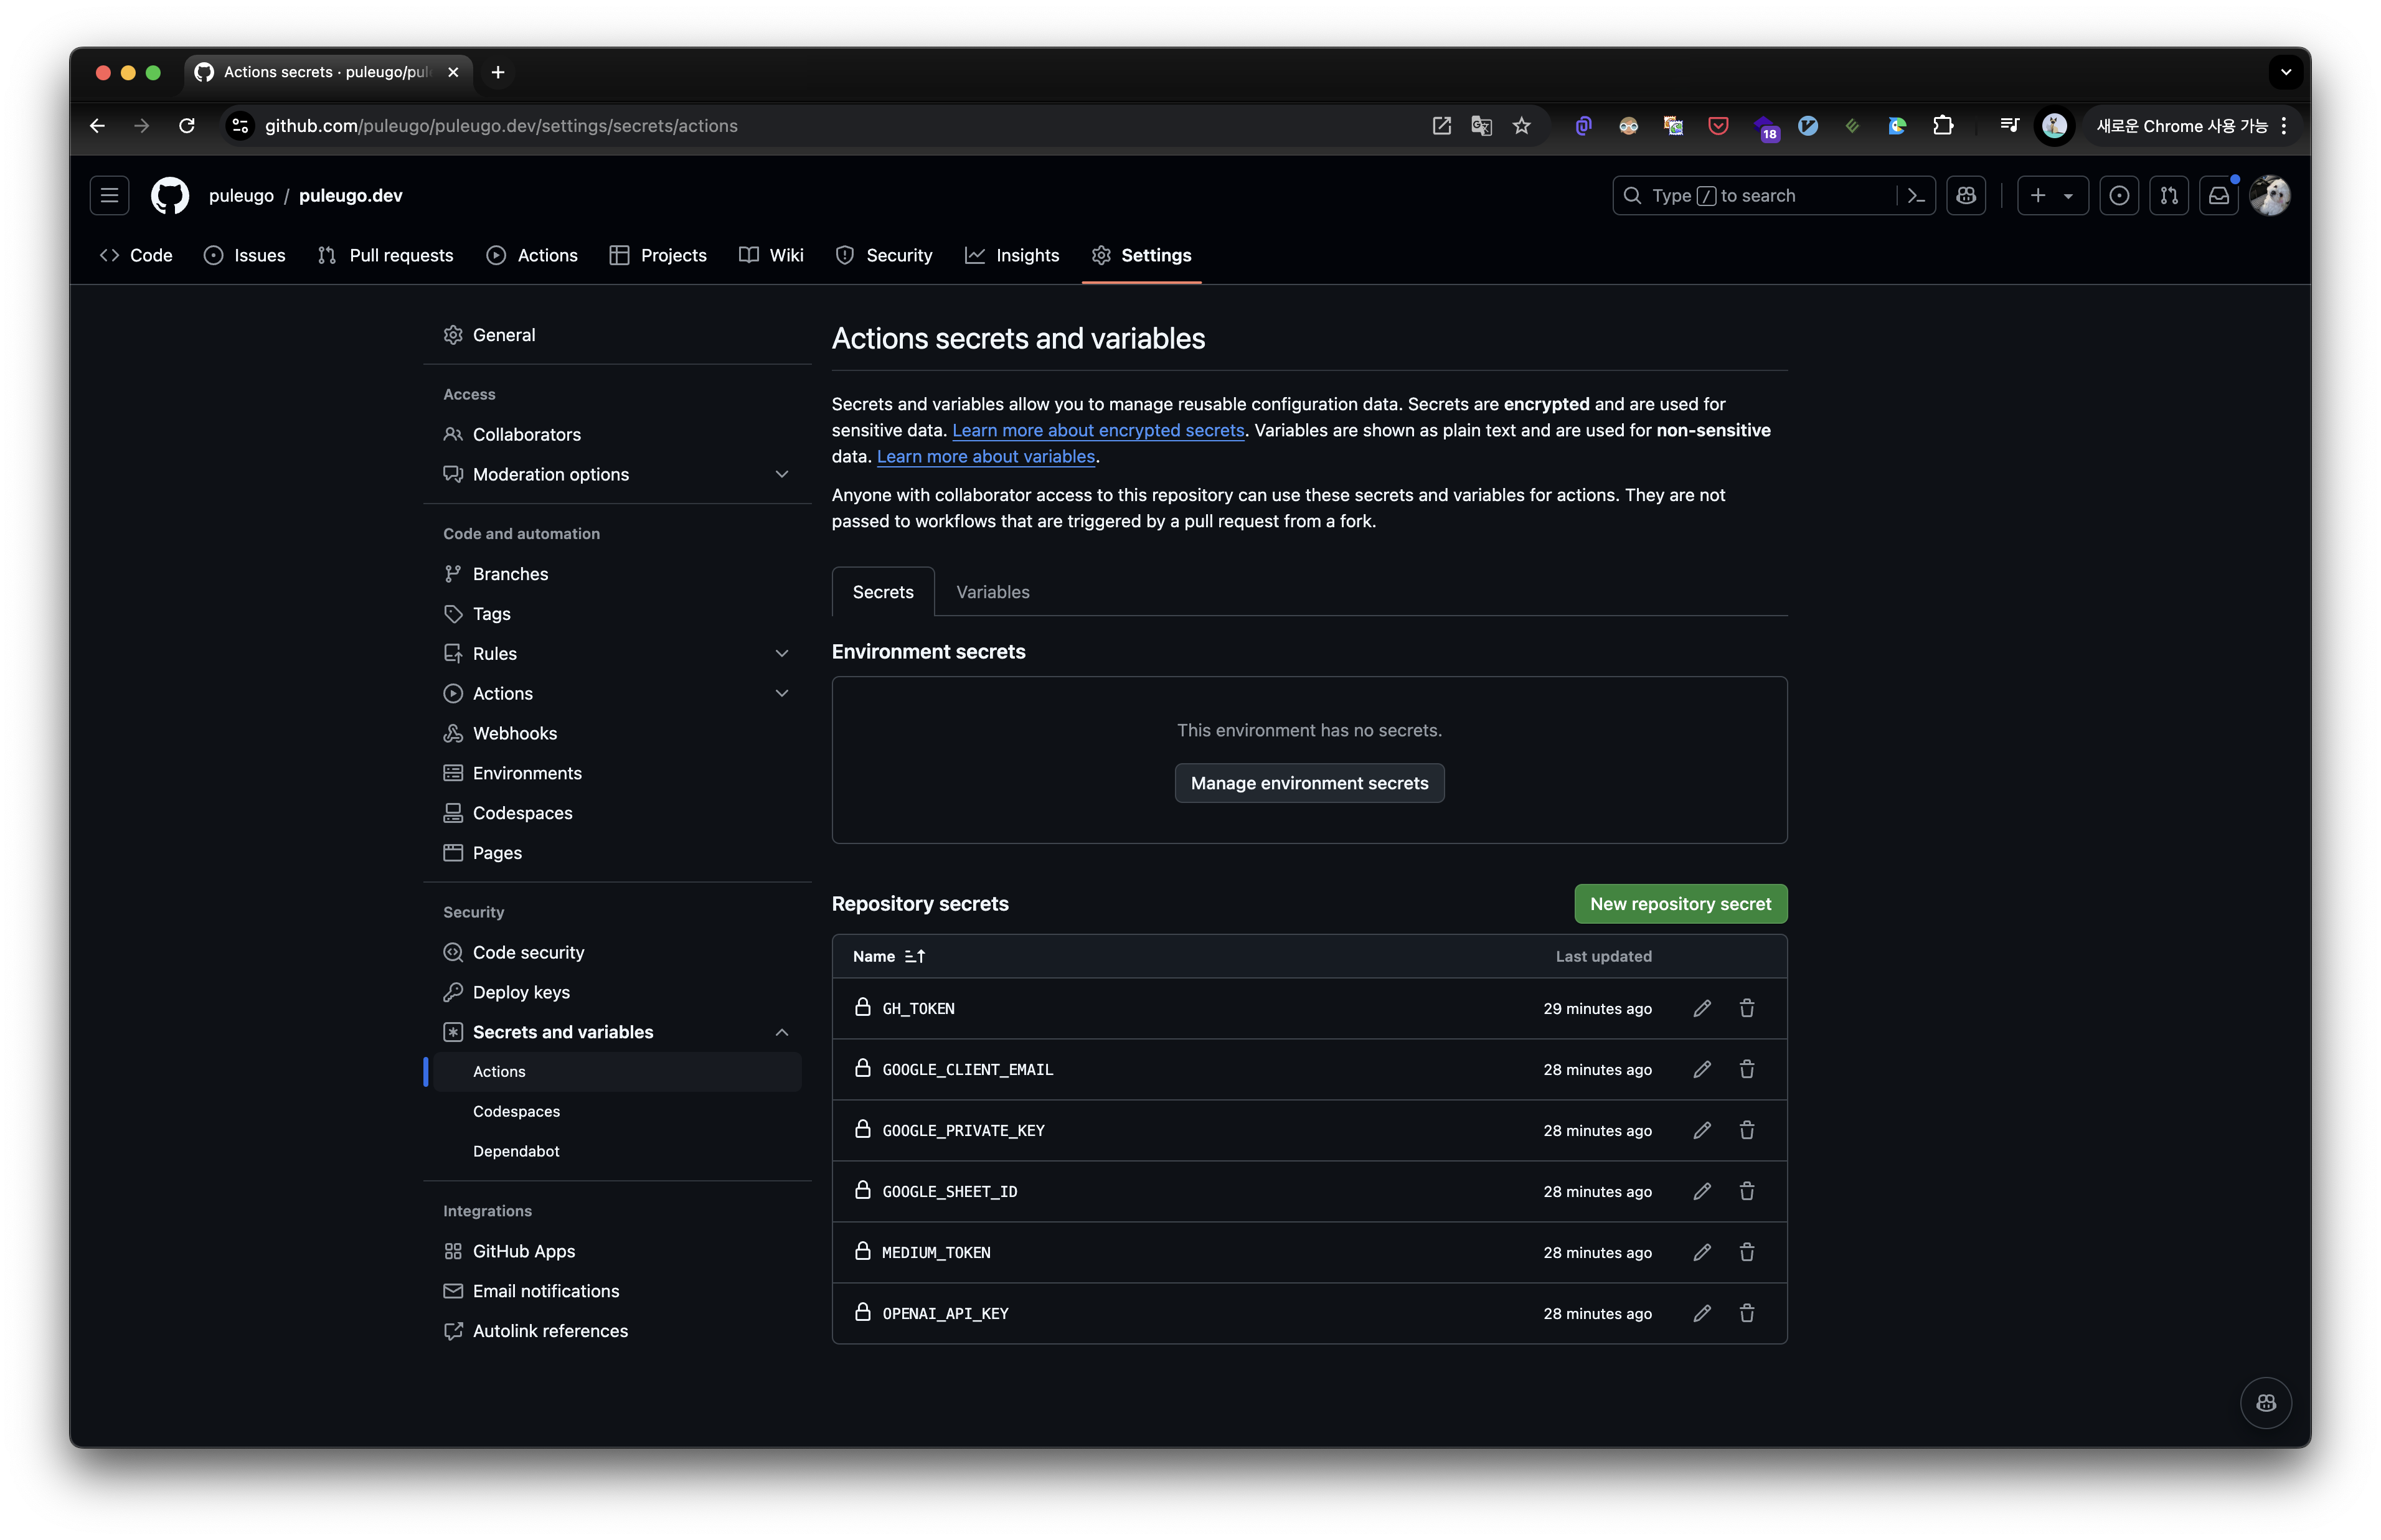 Actions secrets · puleugo/pul
github.com/puleugo/puleugo.dev/settings/secrets/actions
18
새로운 Chrome 사용 가능
puleugo / puleugo.dev
Type / to search
Code
Issues
Pull requests
Actions
Projects
Wiki
Security
Insights
Settings
General
Access
Collaborators
Moderation options
Code and automation
Branches
Tags
Rules
Actions
Webhooks
Environments
Codespaces
Pages
Security
Code security
Deploy keys
Secrets and variables
Actions
Codespaces
Dependabot
Integrations
GitHub Apps
Email notifications
Autolink references
Actions secrets and variables
Secrets and variables allow you to manage reusable configuration data. Secrets are encrypted and are used for
sensitive data. Learn more about encrypted secrets. Variables are shown as plain text and are used for non-sensitive
data. Learn more about variables.
Anyone with collaborator access to this repository can use these secrets and variables for actions. They are not
passed to workflows that are triggered by a pull request from a fork.
Secrets
Variables
Environment secrets
This environment has no secrets.
Manage environment secrets
Repository secrets
New repository secret
Name
Last updated
GH_TOKEN
29 minutes ago
GOOGLE_CLIENT_EMAIL
28 minutes ago
GOOGLE_PRIVATE_KEY
28 minutes ago
GOOGLE_SHEET_ID
28 minutes ago
MEDIUM_TOKEN
28 minutes ago
OPENAI_API_KEY
28 minutes ago